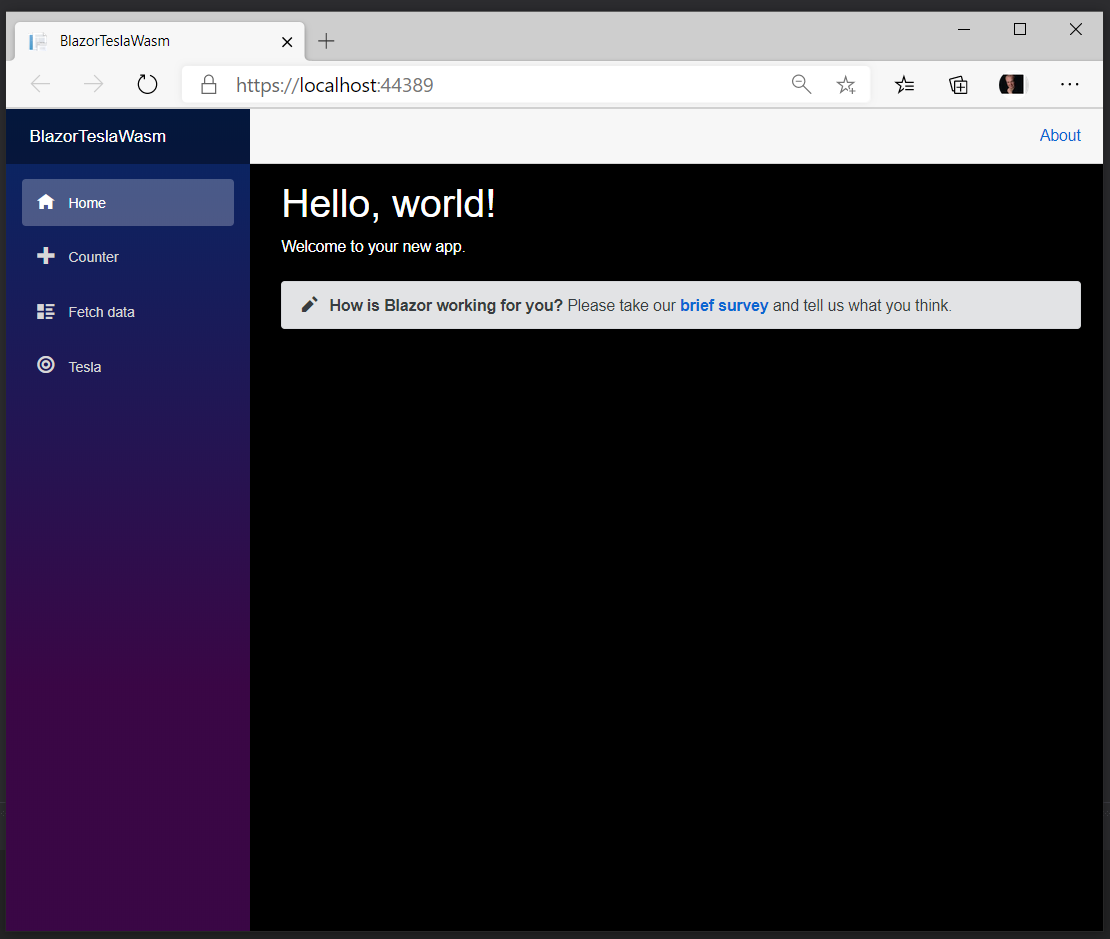 BlazorTeslaWasm
https://localhost:44389
BlazorTeslaWasm
About
Home
Counter
Fetch data
Tesla
Hello, world!
Welcome to your new app.
How is Blazor working for you? Please take our brief survey and tell us what you think.